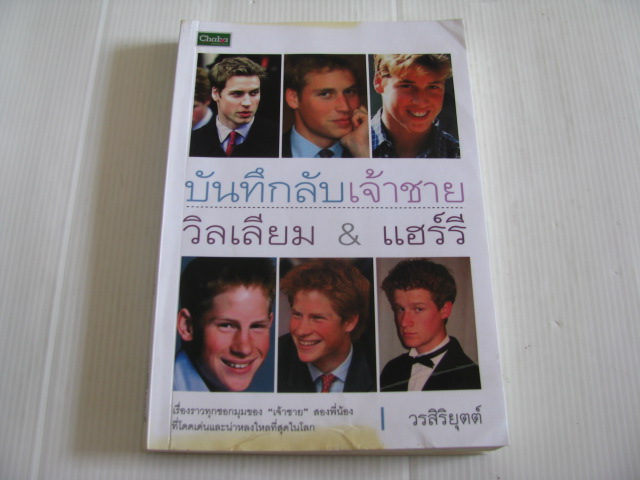 Chaba
บันทึกลับเจ้าชาย
วิลเลียม & แฮร์รี
เรื่องราวทุกซอกมุมของ "เจ้าชาย" สองพี่น้อง
ที่โดดเด่นและน่าหลงใหลที่สุดในโลก
วรสิริยุตต์